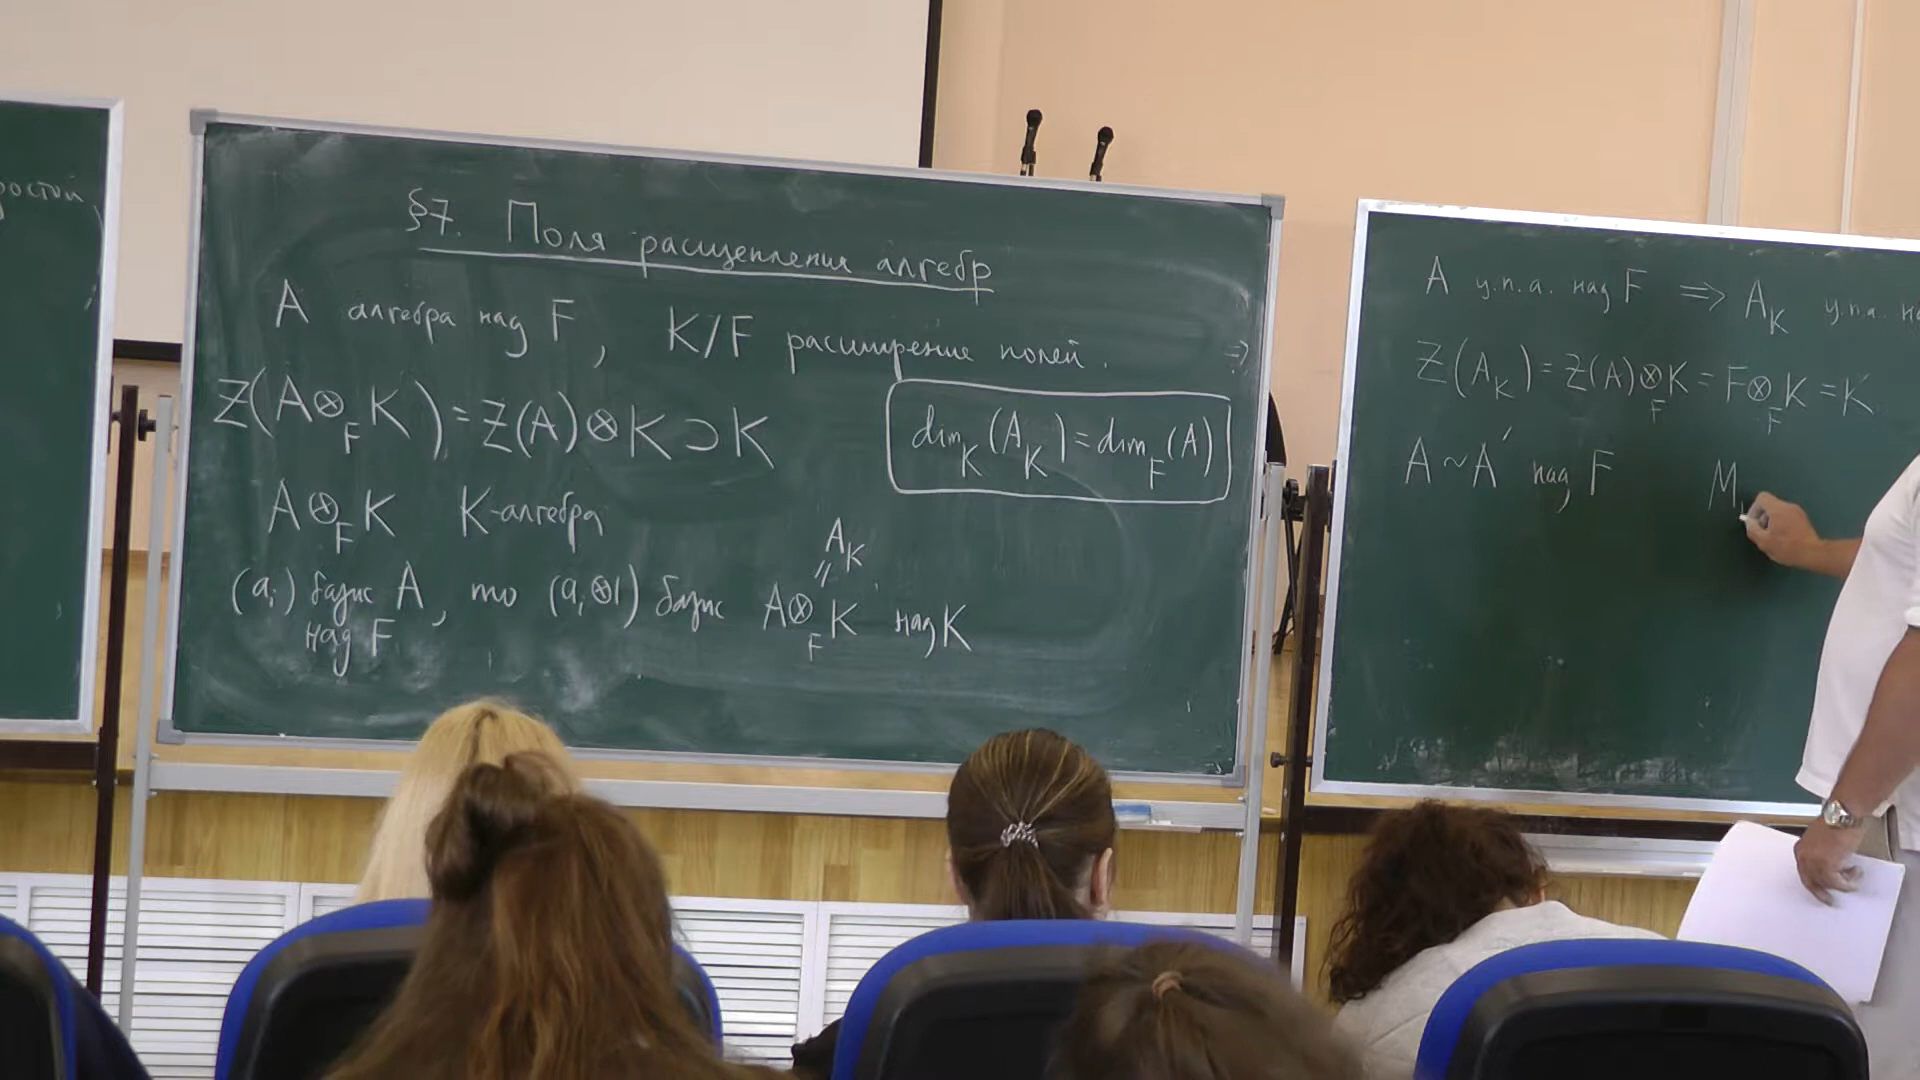 §7. Поля расщепления алгебр
A алгебра над F, K/F расширение полей. ⇒
Z(A⊗_F K) = Z(A)⊗K ⊃ K
dim_K(A_K) = dim_F(A)
A⊗_F K K-алгебра
A_K
(a_i) базис A, то (a_i⊗1) базис A⊗_F K над K
над F
A ц.п.а. над F ⇒ A_K ц.п.а.
Z(A_K) = Z(A)⊗_F K = F⊗_F K = K
A ~ A′ над F M